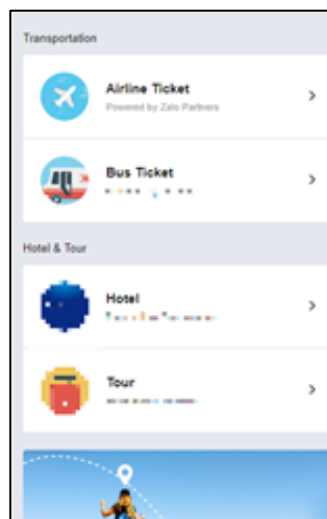 Transportation
Airline Ticket
Powered by Zalo Partners
Bus Ticket
Hotel & Tour
Hotel
Tour